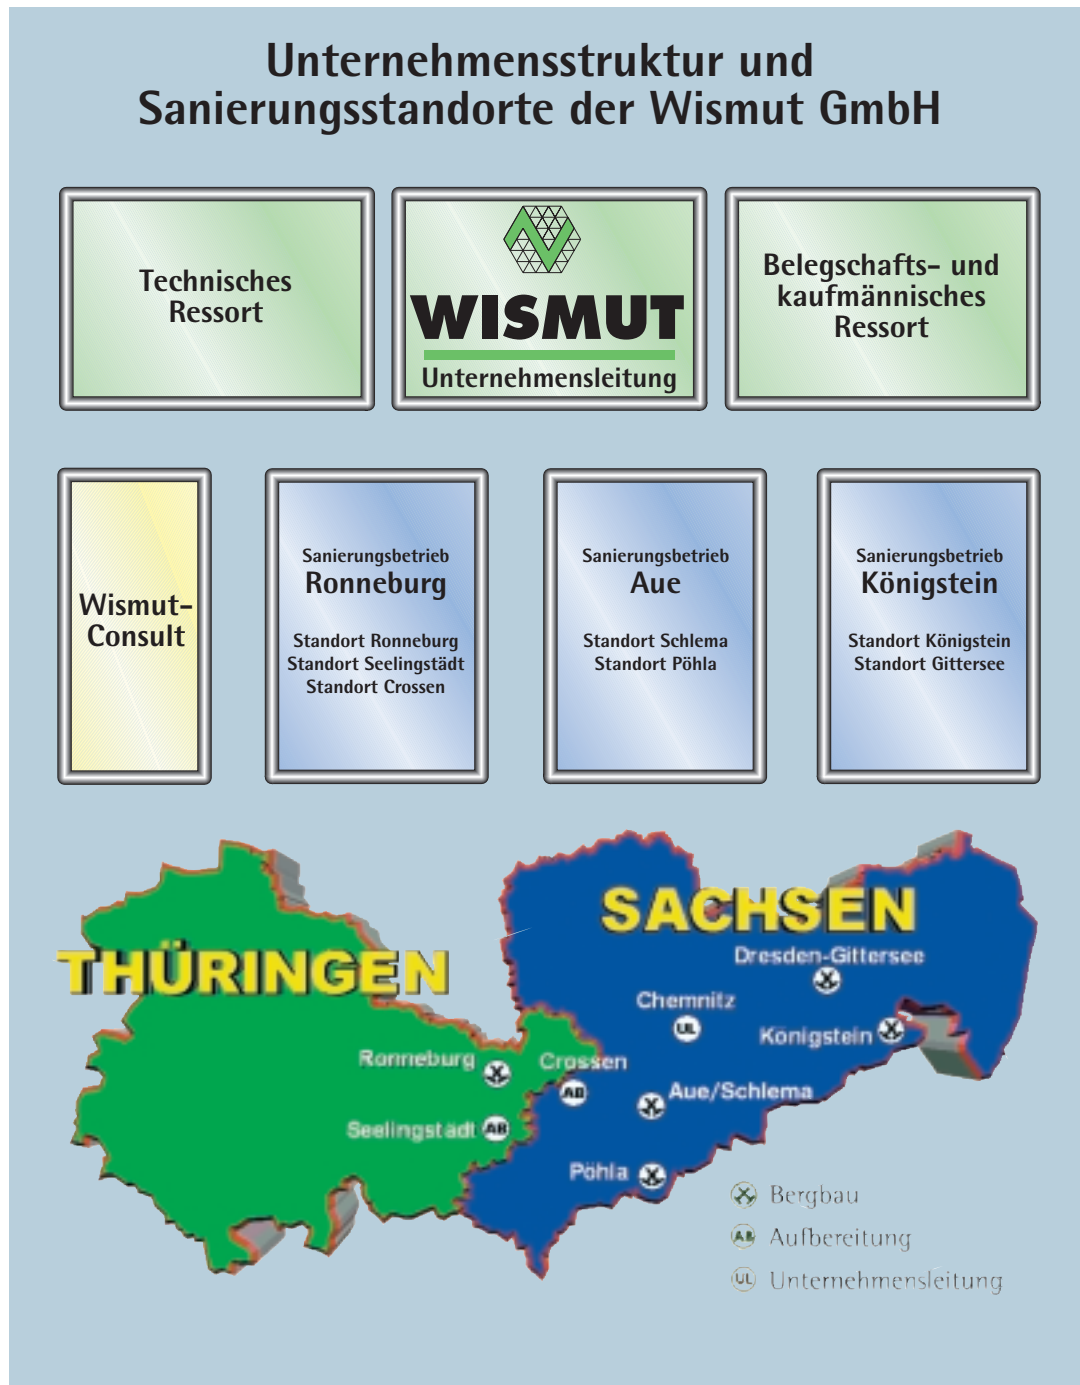 Unternehmensstruktur und
Sanierungsstandorte der Wismut GmbH
Technisches
Ressort
WISMUT
Unternehmensleitung
Belegschafts- und
kaufmännisches
Ressort
Wismut-
Consult
Sanierungsbetrieb
Ronneburg
Standort Ronneburg
Standort Seelingstädt
Standort Crossen
Sanierungsbetrieb
Aue
Standort Schlema
Standort Pöhla
Sanierungsbetrieb
Königstein
Standort Königstein
Standort Gittersee
SACHSEN
THÜRINGEN
Dresden-Gittersee
Chemnitz
UL
Königstein
Ronneburg
Crossen
AB
Aue/Schlema
Seelingstädt
AB
Pöhla
Bergbau
AB Aufbereitung
UL Unternehmensleitung